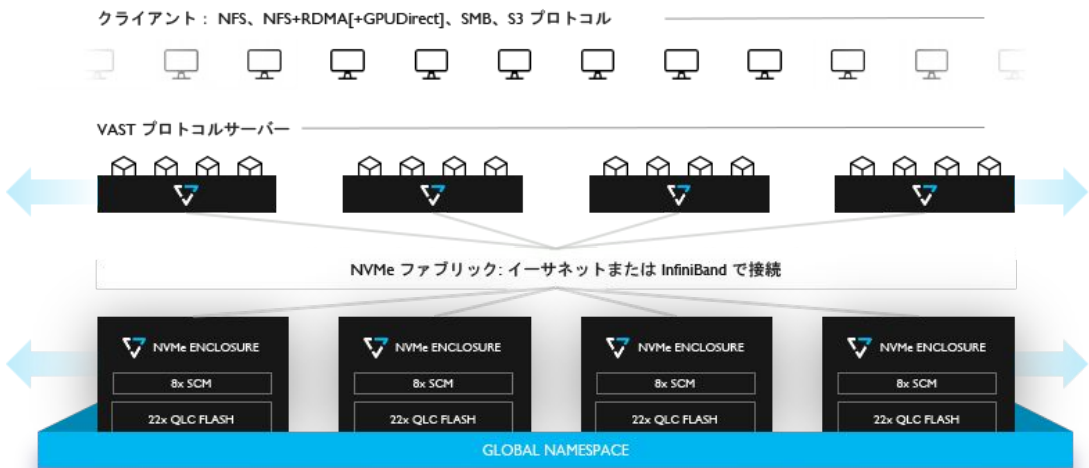 クライアント： NFS、NFS+RDMA[+GPUDirect]、SMB、S3 プロトコル
VAST プロトコルサーバー
NVMe ファブリック: イーサネットまたは InfiniBand で接続
NVMe ENCLOSURE
8x SCM
22x QLC FLASH
NVMe ENCLOSURE
8x SCM
22x QLC FLASH
NVMe ENCLOSURE
8x SCM
22x QLC FLASH
NVMe ENCLOSURE
8x SCM
22x QLC FLASH
GLOBAL NAMESPACE